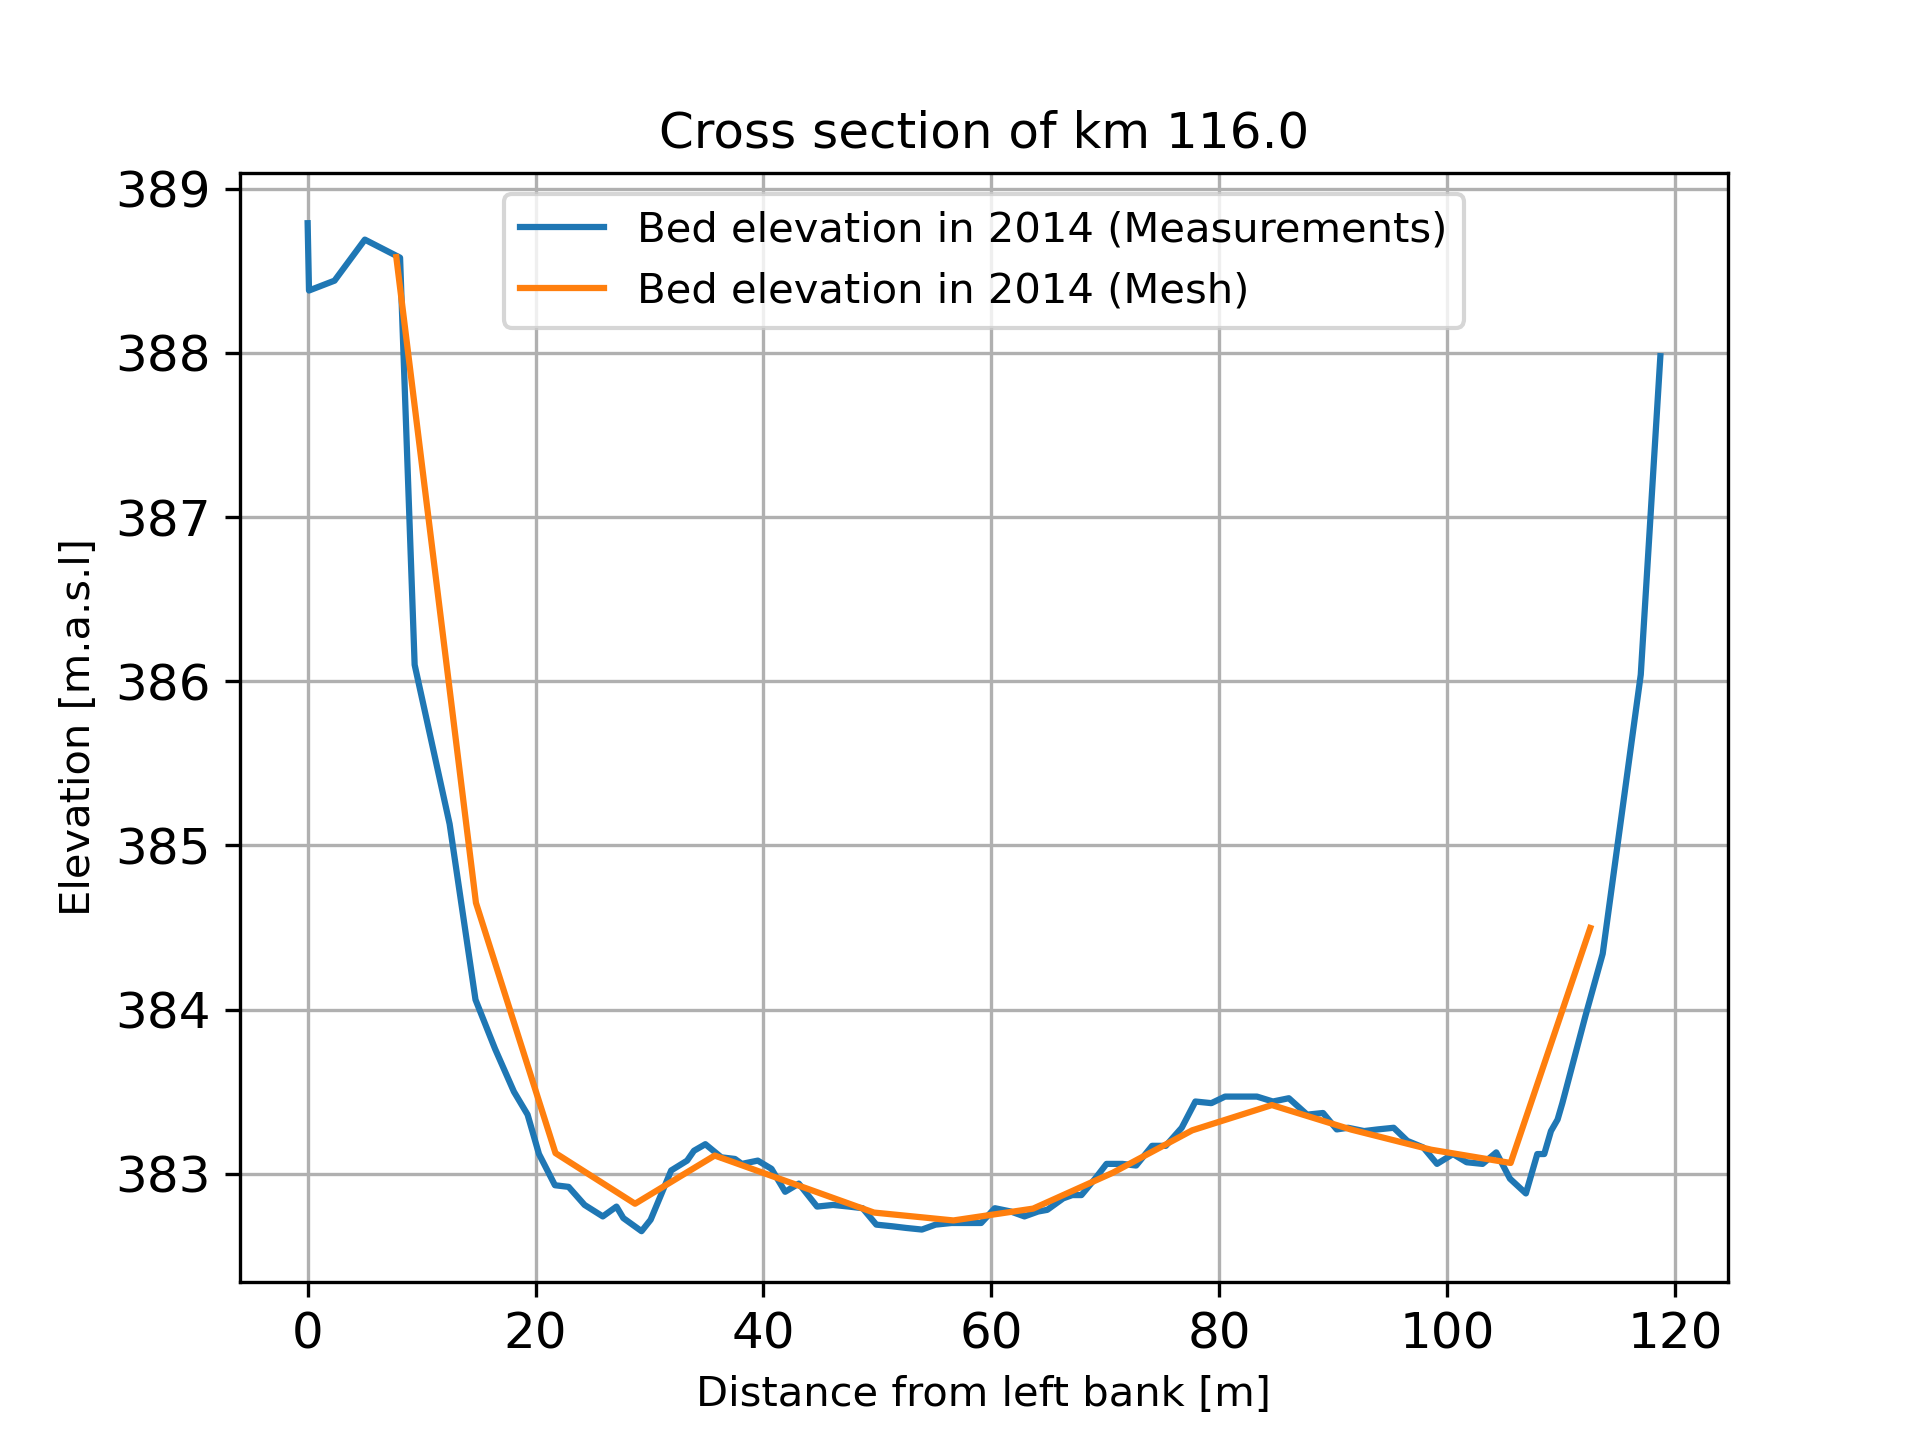 Cross section of km 116.0
Bed elevation in 2014 (Measurements)
Bed elevation in 2014 (Mesh)
Elevation [m.a.s.l]
389
388
387
386
385
384
383
0 20 40 60 80 100 120
Distance from left bank [m]